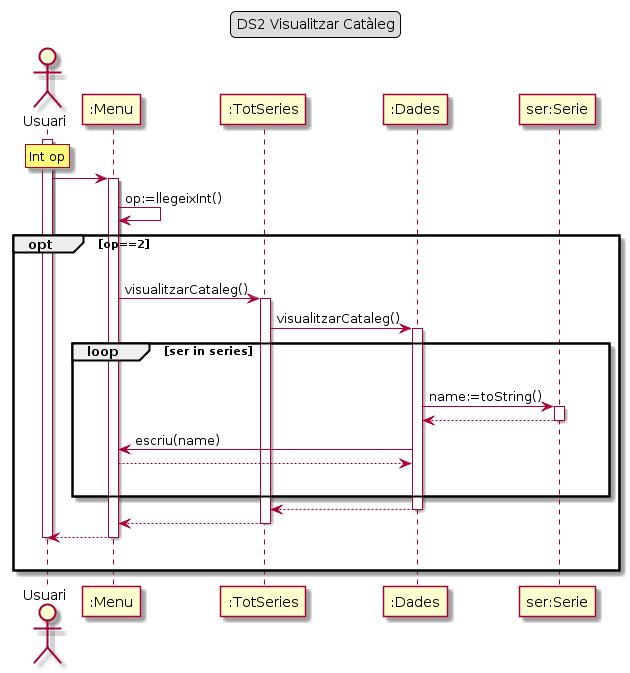 DS2 Visualitzar Catàleg
Usuari
:Menu
:TotSeries
:Dades
ser:Serie
Int op
op:=llegeixInt()
opt
[op==2]
visualitzarCataleg()
visualitzarCataleg()
loop
[ser in series]
name:=toString()
escriu(name)
Usuari
:Menu
:TotSeries
:Dades
ser:Serie